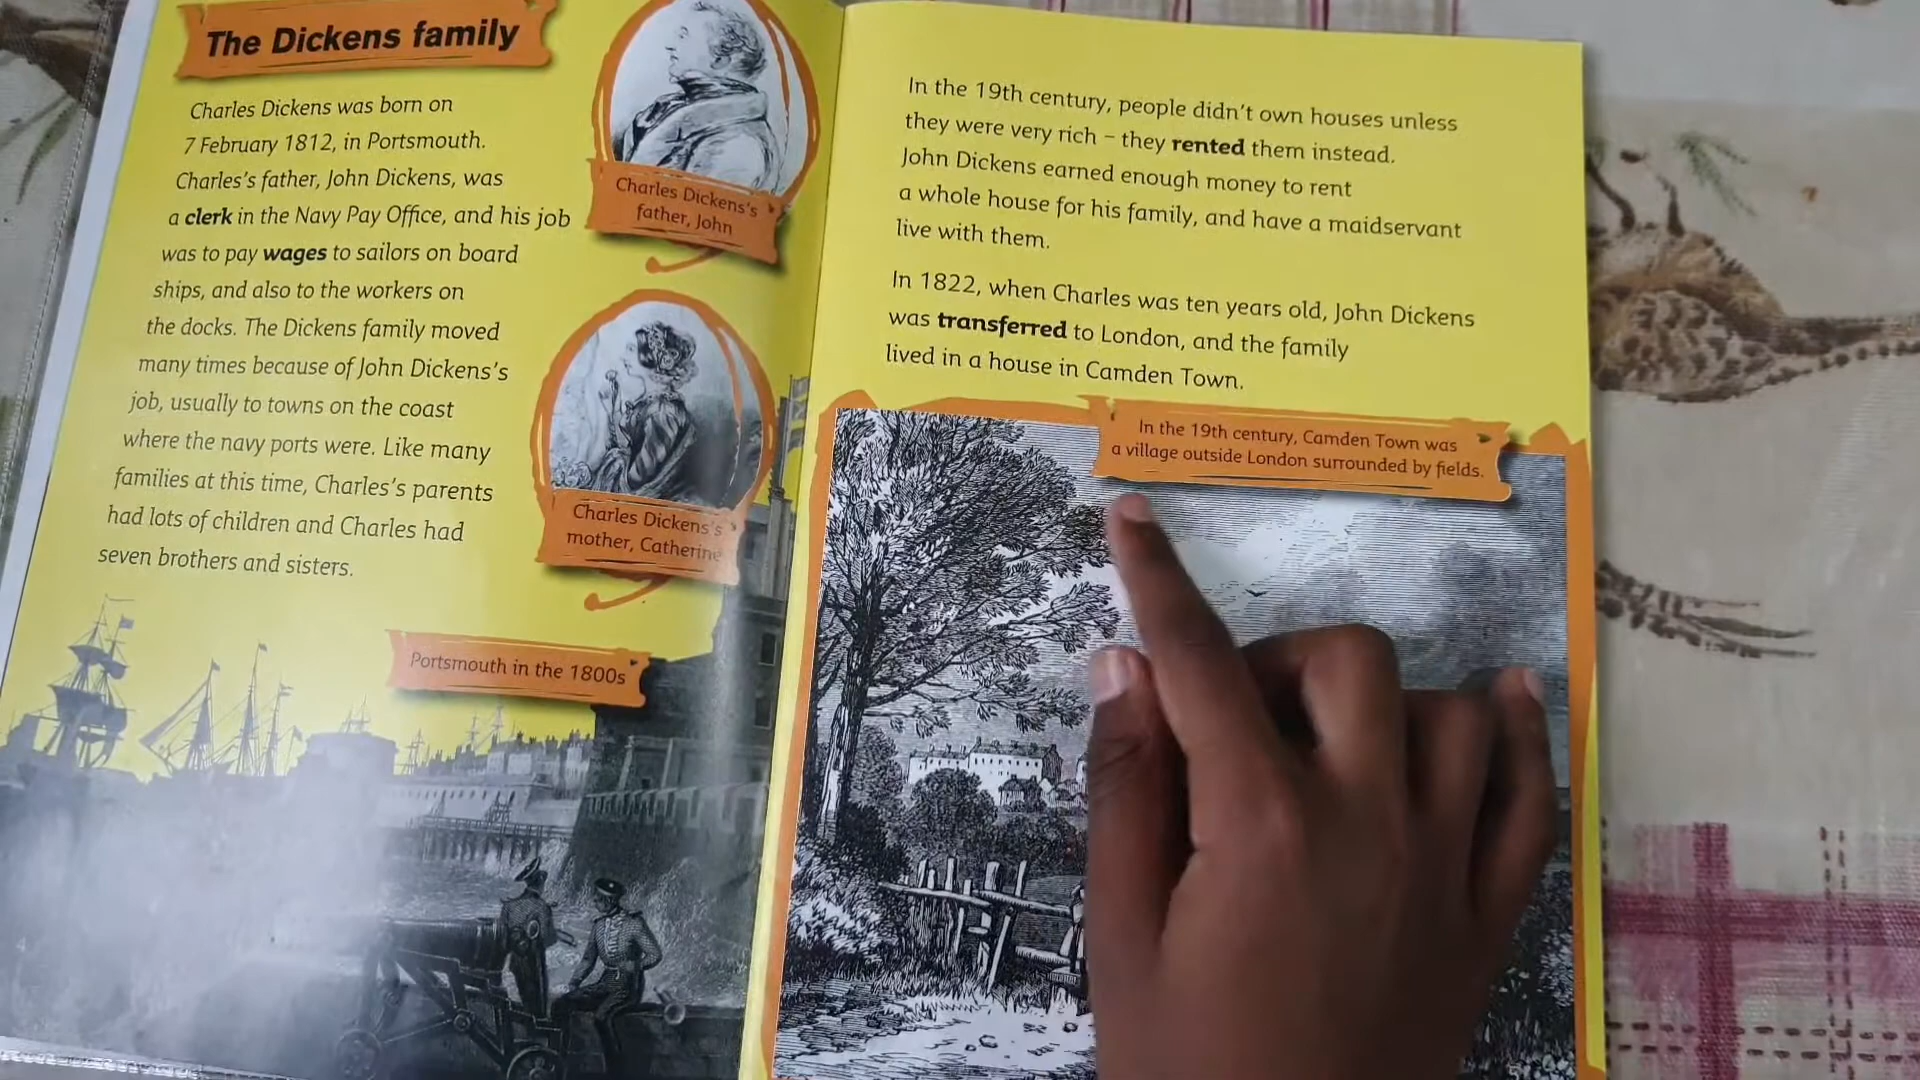 The Dickens family
Charles Dickens was born on
7 February 1812, in Portsmouth.
Charles's father, John Dickens, was
a clerk in the Navy Pay Office, and his job
was to pay wages to sailors on board
ships, and also to the workers on
the docks. The Dickens family moved
many times because of John Dickens's
job, usually to towns on the coast
where the navy ports were. Like many
families at this time, Charles's parents
had lots of children and Charles had
seven brothers and sisters.
Charles Dickens's
father, John
Charles Dickens's
mother, Catherine
Portsmouth in the 1800s
In the 19th century, people didn't own houses unless
they were very rich – they rented them instead.
John Dickens earned enough money to rent
a whole house for his family, and have a maidservant
live with them.
In 1822, when Charles was ten years old, John Dickens
was transferred to London, and the family
lived in a house in Camden Town.
In the 19th century, Camden Town was
a village outside London surrounded by fields.